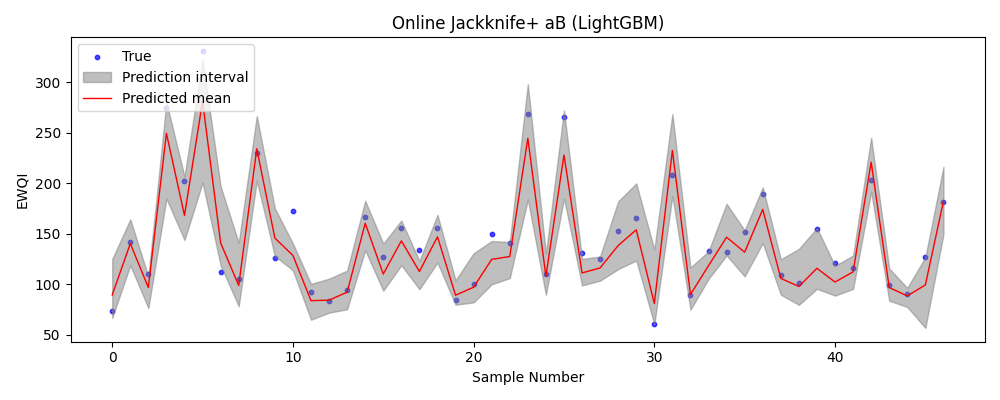 Online Jackknife+ aB (LightGBM)
True
Prediction interval
Predicted mean
EWQI
300
250
200
150
100
50
0
10
20
30
40
Sample Number